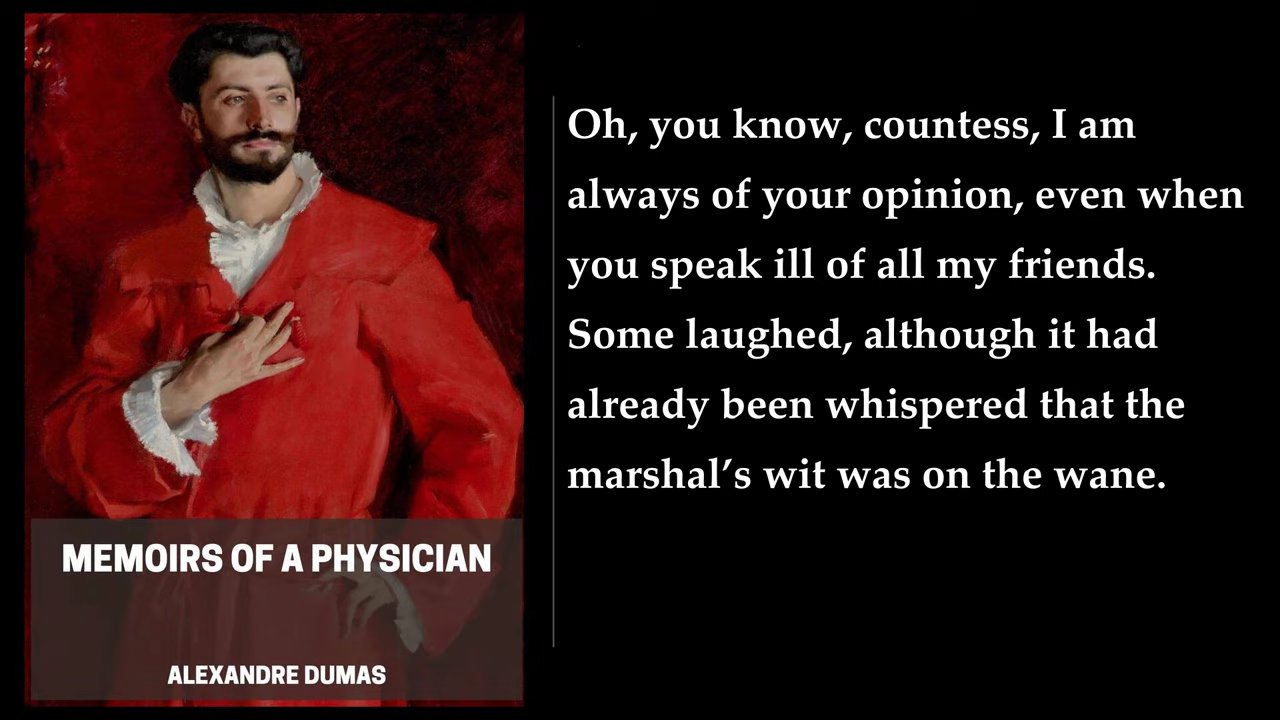 Oh, you know, countess, I am
always of your opinion, even when
you speak ill of all my friends.
Some laughed, although it had
already been whispered that the
marshal’s wit was on the wane.
MEMOIRS OF A PHYSICIAN
ALEXANDRE DUMAS